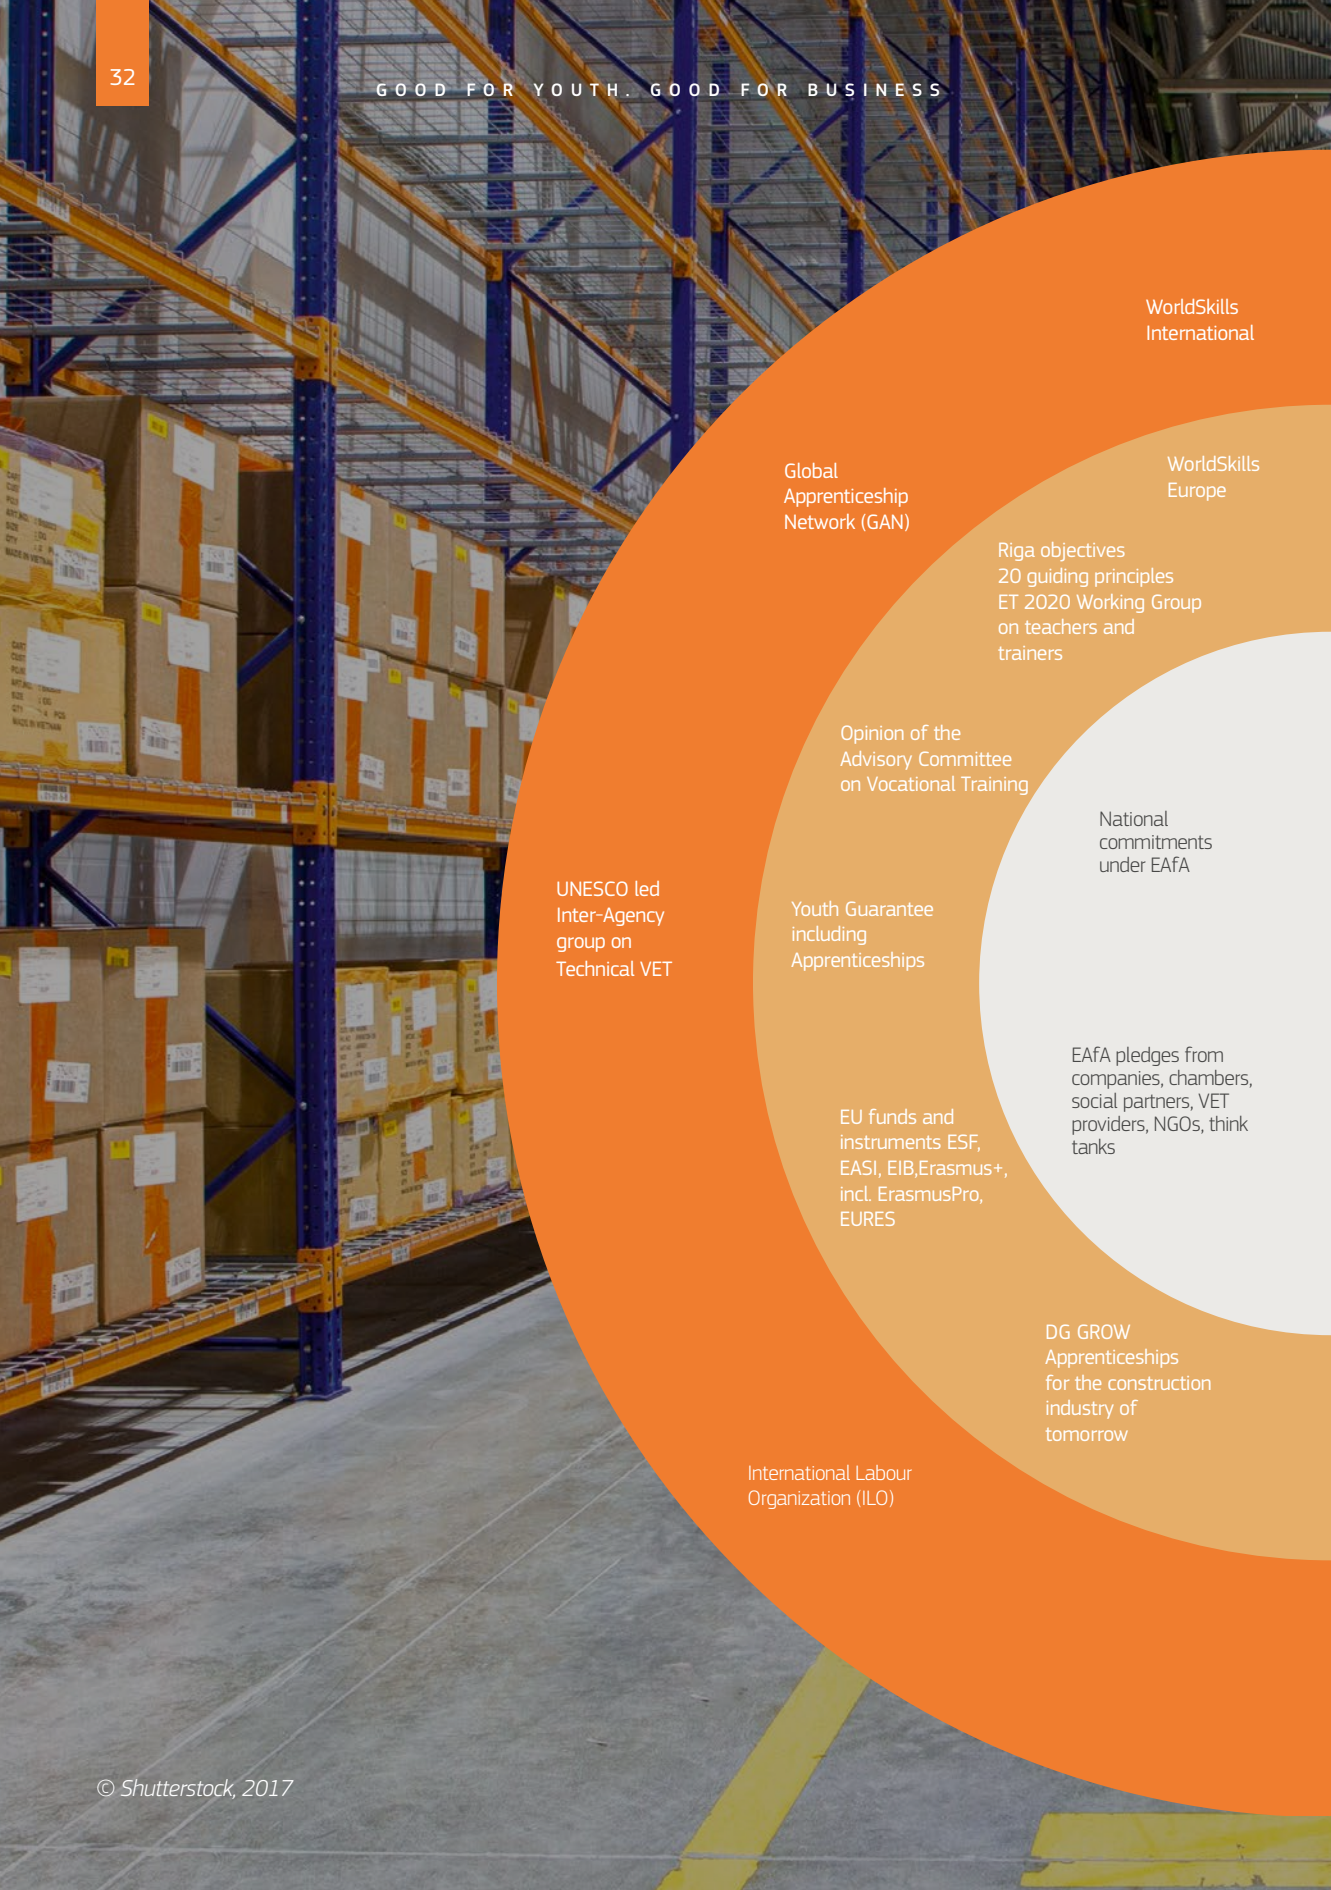 32
GOOD FOR YOUTH. GOOD FOR BUSINESS
WorldSkills
International
Global
Apprenticeship
Network (GAN)
WorldSkills
Europe
Riga objectives
20 guiding principles
ET 2020 Working Group
on teachers and
trainers
Opinion of the
Advisory Committee
on Vocational Training
National
commitments
under EAfA
UNESCO led
Inter-Agency
group on
Technical VET
Youth Guarantee
including
Apprenticeships
EAfA pledges from
companies, chambers,
social partners, VET
providers, NGOs, think
tanks
EU funds and
instruments ESF,
EASI, EIB,Erasmus+,
incl. ErasmusPro,
EURES
DG GROW
Apprenticeships
for the construction
industry of
tomorrow
International Labour
Organization (ILO)
© Shutterstock, 2017